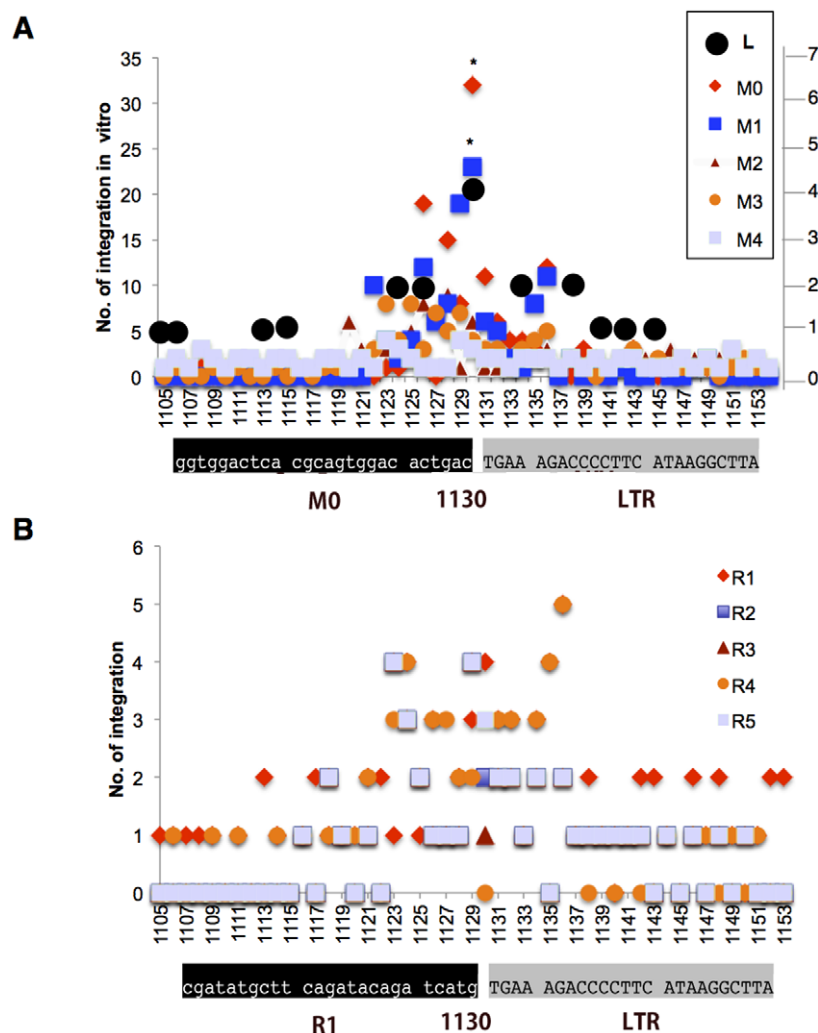 A
No. of integration in vitro
35
30
25
20
15
10
5
0
*
*
7
6
5
4
3
2
1
0
L
M0
M1
M2
M3
M4
1105 1107 1109 1111 1113 1115 1117 1119 1121 1123 1125 1127 1129 1131 1133 1135 1137 1139 1141 1143 1145 1147 1149 1151 1153
ggtggactca cgcagtggac actgac TGAA AGACCCCTTC ATAAGGCTTA
M0 1130 LTR
B
No. of integration
6
5
4
3
2
1
0
R1
R2
R3
R4
R5
1105 1107 1109 1111 1113 1115 1117 1119 1121 1123 1125 1127 1129 1131 1133 1135 1137 1139 1141 1143 1145 1147 1149 1151 1153
cgatatgctt cagatacaga tcatg TGAA AGACCCCTTC ATAAGGCTTA
R1 1130 LTR